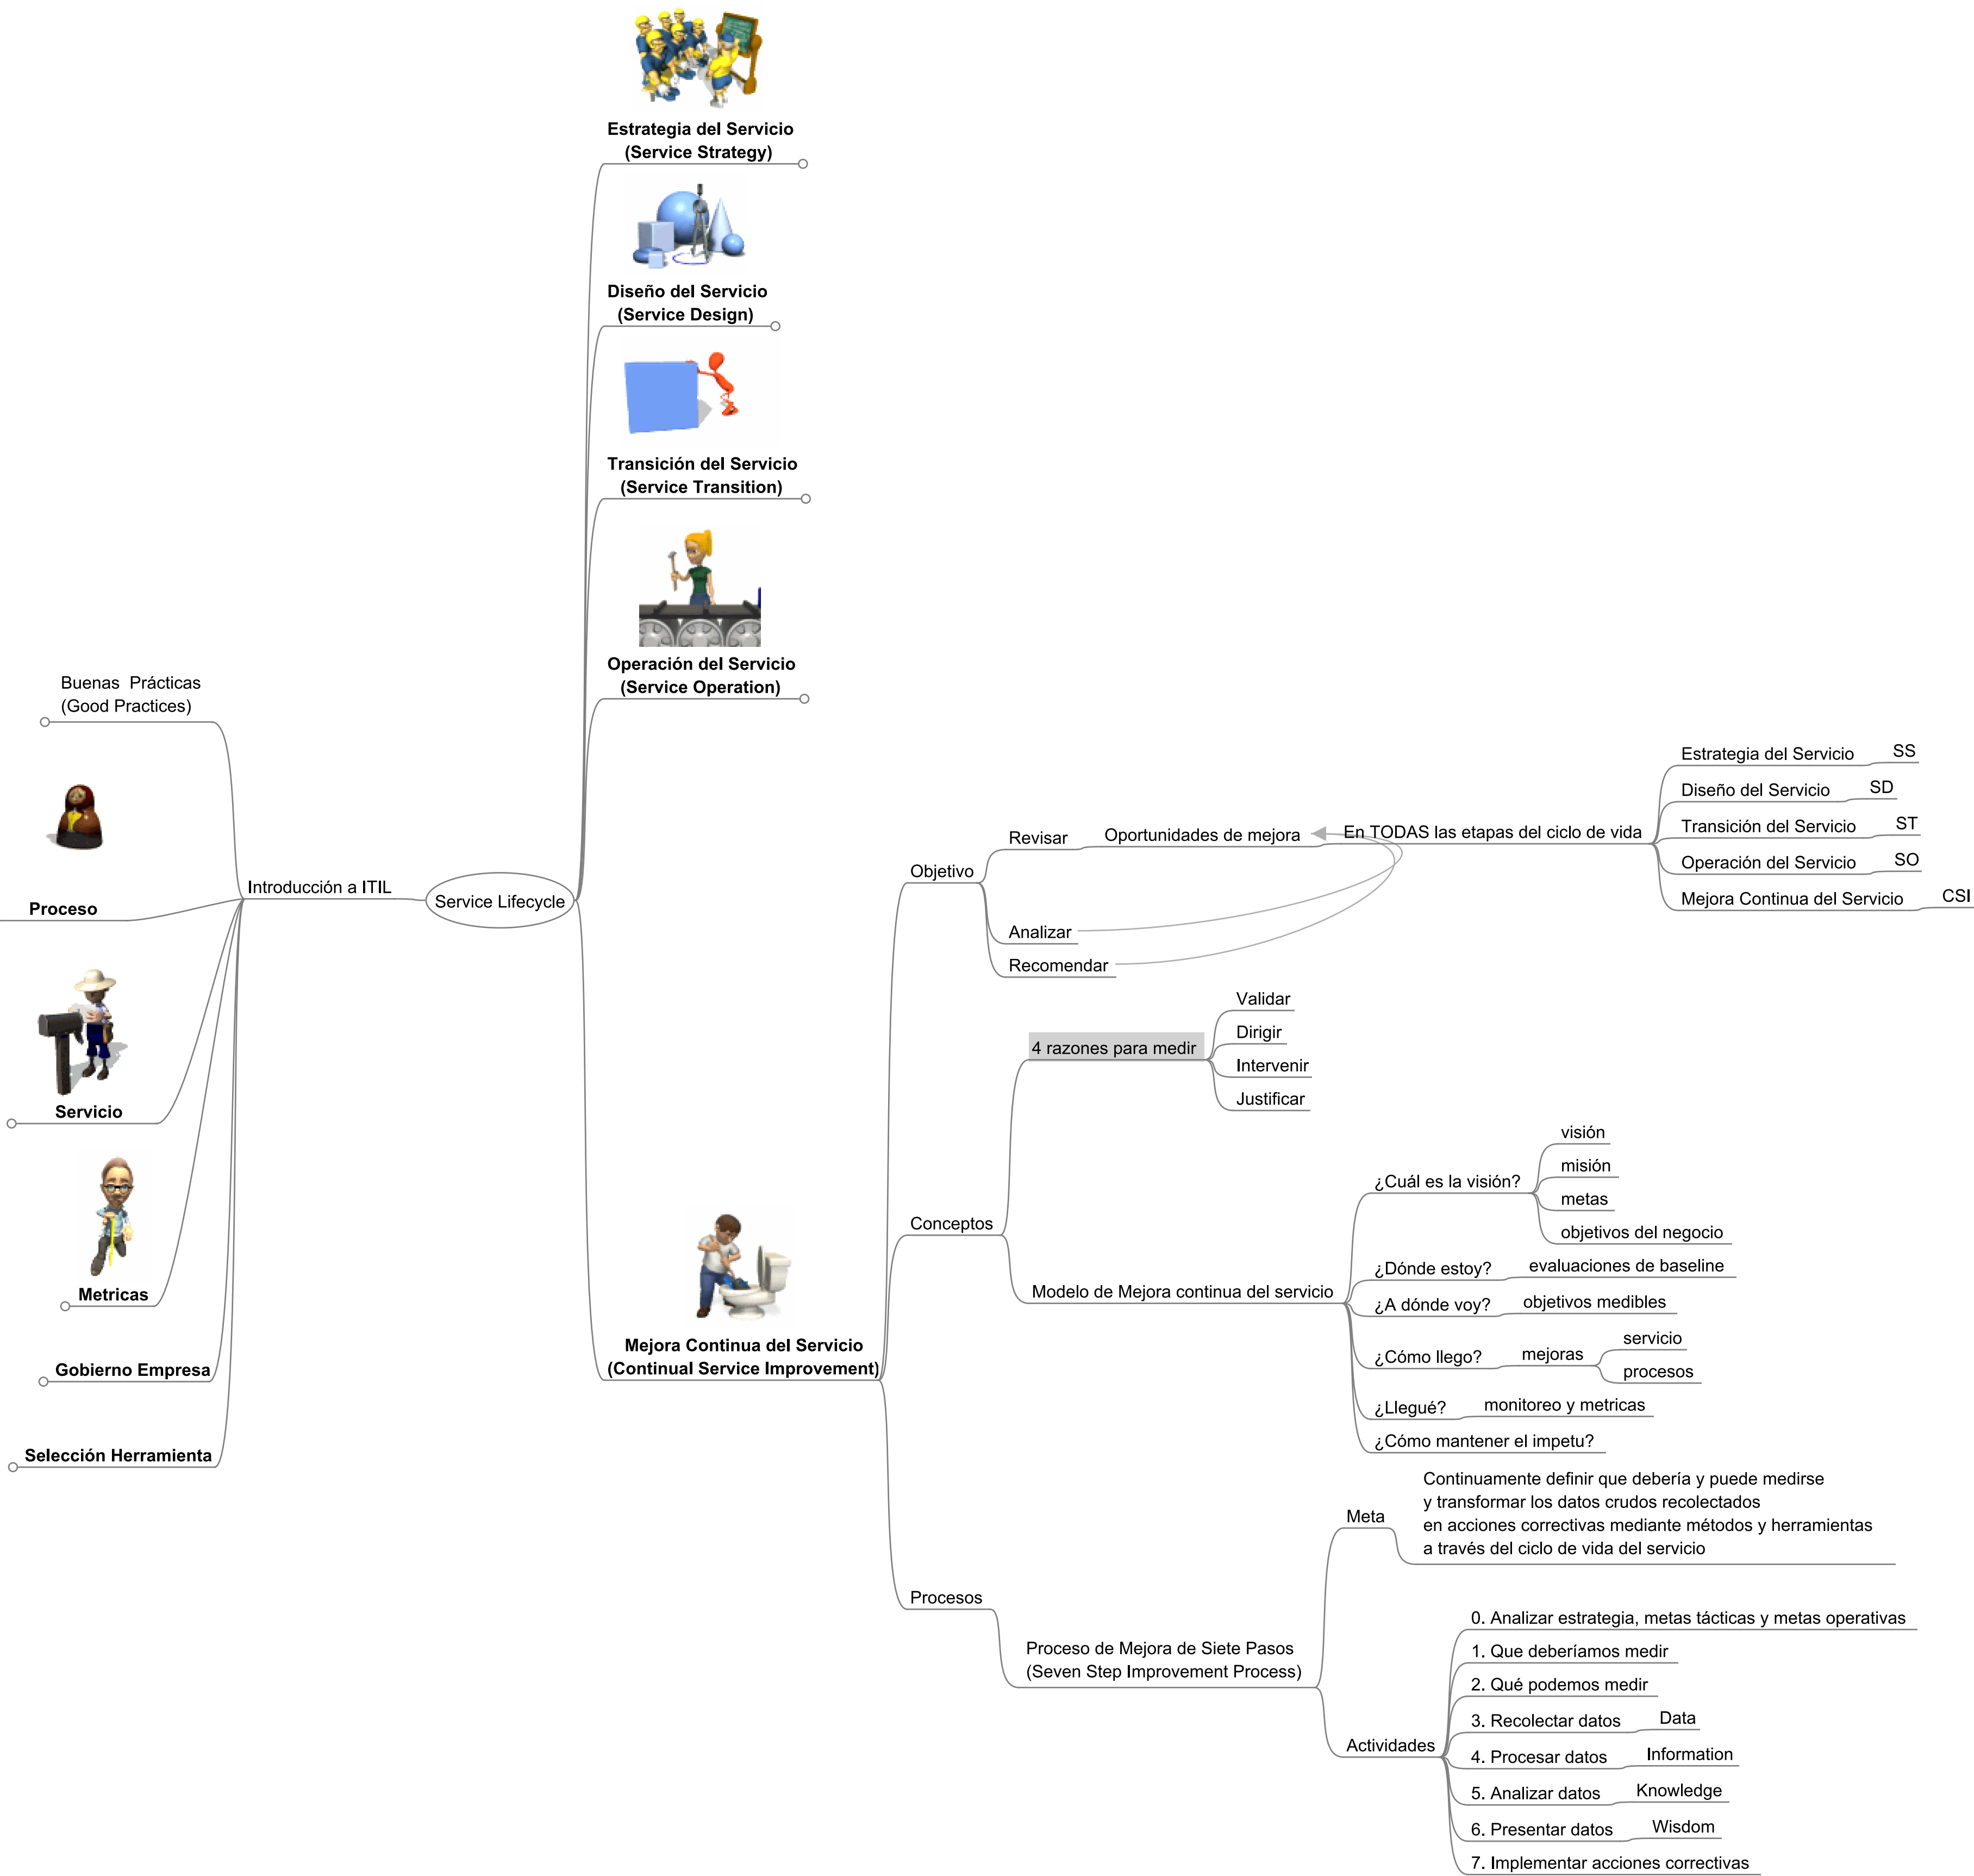 Estrategia del Servicio
(Service Strategy)
Diseño del Servicio
(Service Design)
Transición del Servicio
(Service Transition)
Operación del Servicio
(Service Operation)
Buenas  Prácticas
(Good Practices)
Proceso
Servicio
Metricas
Gobierno Empresa
Selección Herramienta
Introducción a ITIL
Service Lifecycle
Mejora Continua del Servicio
(Continual Service Improvement)
Objetivo
Revisar
Oportunidades de mejora
En TODAS las etapas del ciclo de vida
Estrategia del Servicio
SS
Diseño del Servicio
SD
Transición del Servicio
ST
Operación del Servicio
SO
Mejora Continua del Servicio
CSI
Analizar
Recomendar
Conceptos
4 razones para medir
Validar
Dirigir
Intervenir
Justificar
Modelo de Mejora continua del servicio
¿Cuál es la visión?
visión
misión
metas
objetivos del negocio
¿Dónde estoy?
evaluaciones de baseline
¿A dónde voy?
objetivos medibles
¿Cómo llego?
mejoras
servicio
procesos
¿Llegué?
monitoreo y metricas
¿Cómo mantener el impetu?
Procesos
Proceso de Mejora de Siete Pasos
(Seven Step Improvement Process)
Meta
Continuamente definir que debería y puede medirse
y transformar los datos crudos recolectados
en acciones correctivas mediante métodos y herramientas
a través del ciclo de vida del servicio
Actividades
0. Analizar estrategia, metas tácticas y metas operativas
1. Que deberíamos medir
2. Qué podemos medir
3. Recolectar datos
Data
4. Procesar datos
Information
5. Analizar datos
Knowledge
6. Presentar datos
Wisdom
7. Implementar acciones correctivas